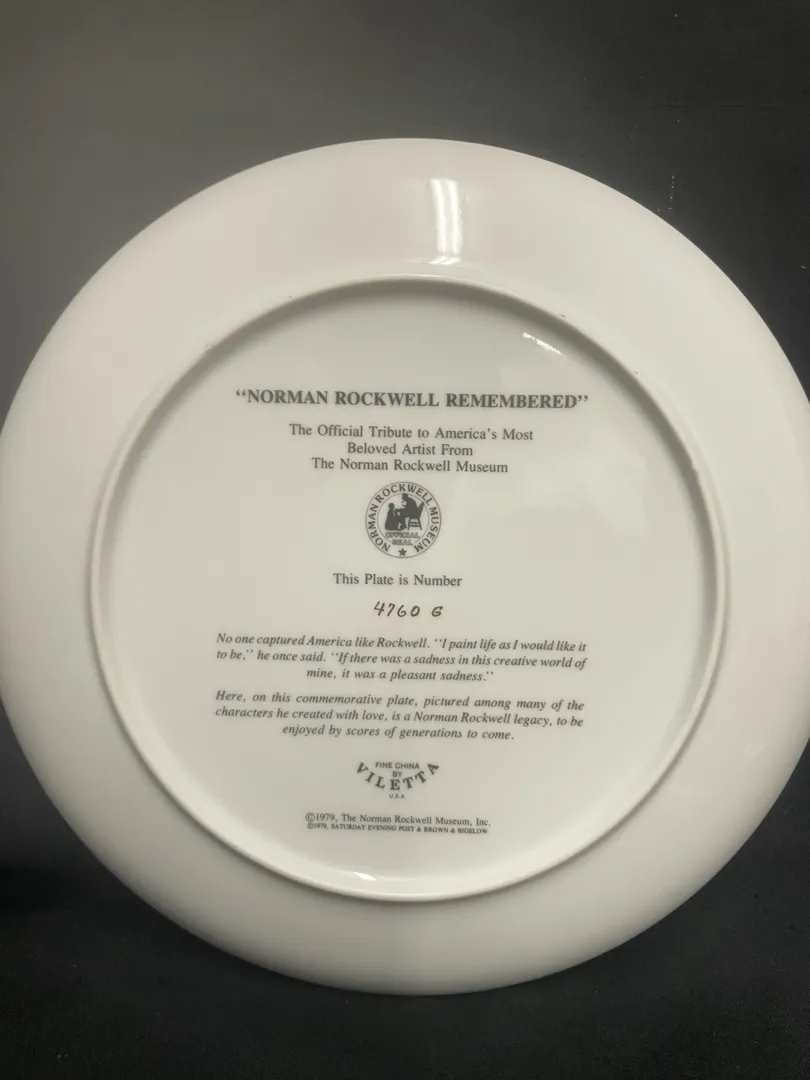 “NORMAN ROCKWELL REMEMBERED”
The Official Tribute to America's Most
Beloved Artist From
The Norman Rockwell Museum
NORMAN ROCKWELL MUSEUM
OFFICIAL
SEAL
This Plate is Number
4760 G
No one captured America like Rockwell. “I paint life as I would like it
to be,” he once said. “If there was a sadness in this creative world of
mine, it was a pleasant sadness.”
Here, on this commemorative plate, pictured among many of the
characters he created with love, is a Norman Rockwell legacy, to be
enjoyed by scores of generations to come.
FINE CHINA
BY
VILETTA
U.S.A.
©1979, The Norman Rockwell Museum, Inc.
©1979, SATURDAY EVENING POST & BROWN & BIGELOW